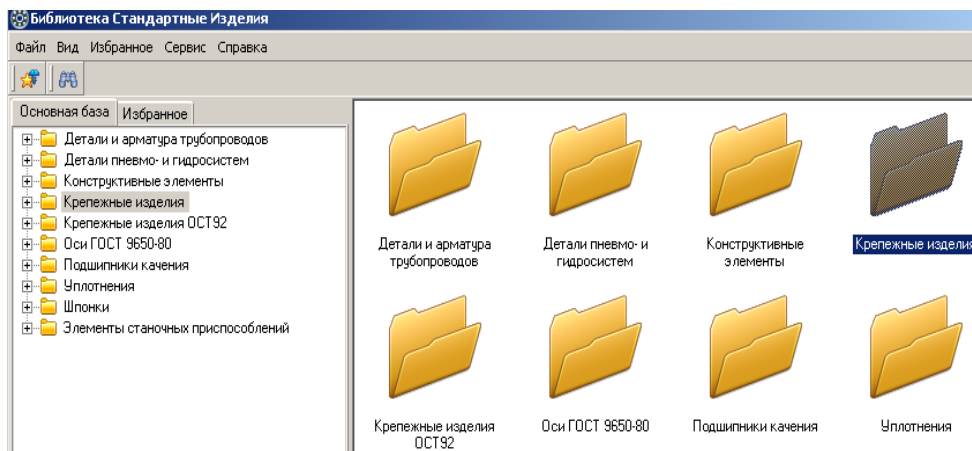 Библиотека Стандартные Изделия
Файл Вид Избранное Сервис Справка
Основная база Избранное
Детали и арматура трубопроводов
Детали пневмо- и гидросистем
Конструктивные элементы
Крепежные изделия
Крепежные изделия ОСТ92
Оси ГОСТ 9650-80
Подшипники качения
Уплотнения
Шпонки
Элементы станочных приспособлений
Детали и арматура
трубопроводов
Детали пневмо- и
гидросистем
Конструктивные
элементы
Крепежные изделия
Крепежные изделия
ОСТ92
Оси ГОСТ 9650-80
Подшипники качения
Уплотнения